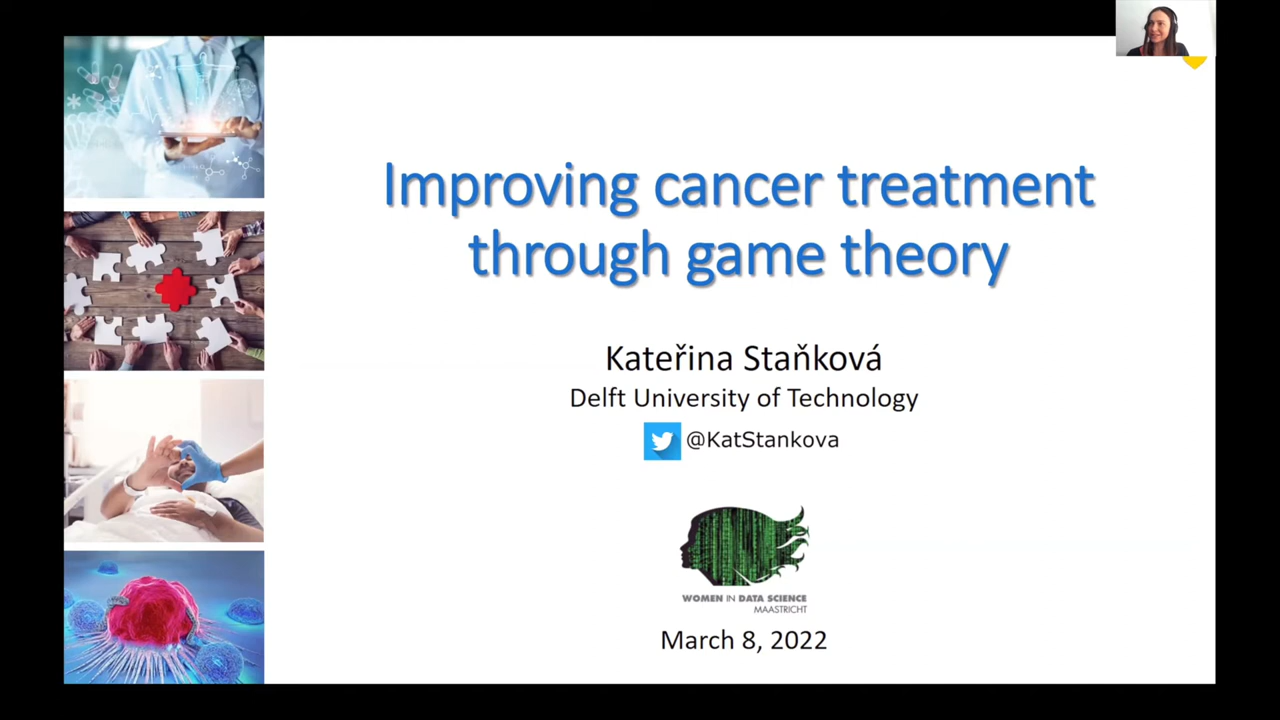 Improving cancer treatment
through game theory
Kateřina Staňková
Delft University of Technology
@KatStankova
WOMEN IN DATA SCIENCE
MAASTRICHT
March 8, 2022